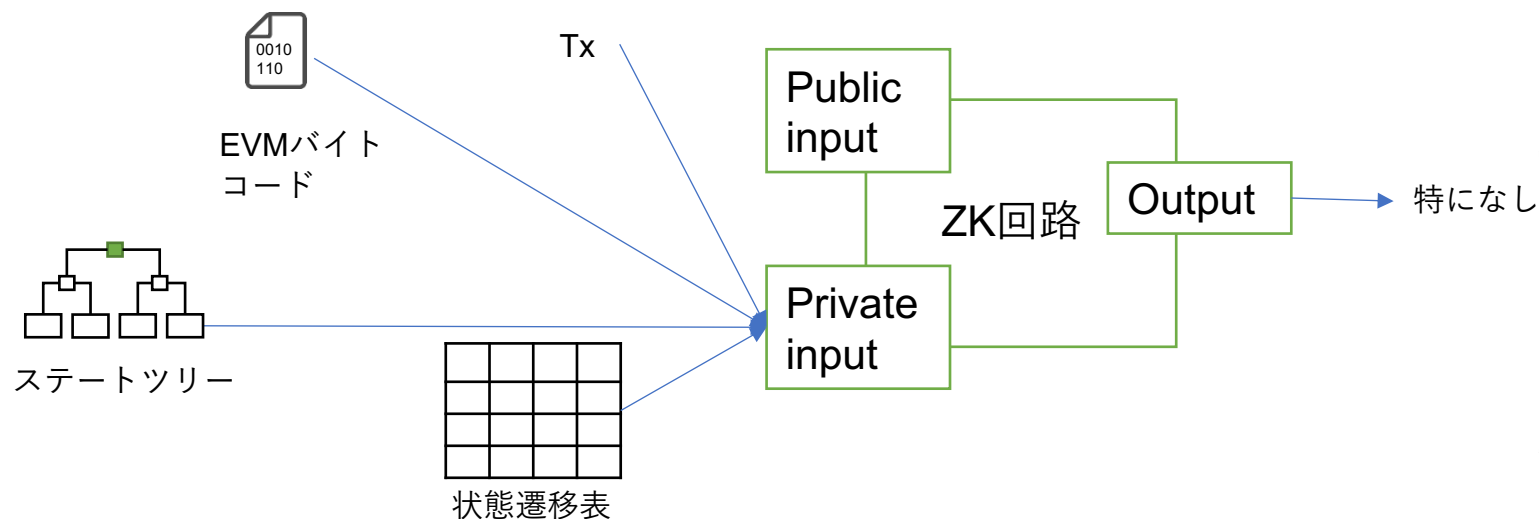 0010
110
EVMバイト
コード
Tx
Public
input
ZK回路
Output
特になし
Private
input
ステートツリー
状態遷移表